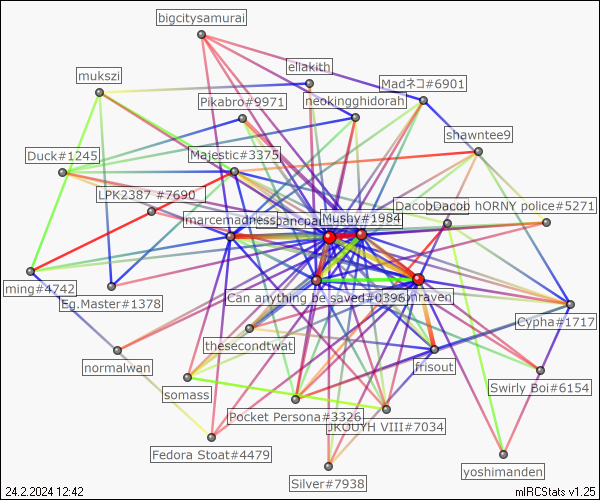 bigcitysamurai
eliakith
mukszi
Madネコ#6901
Pikabro#9971
neokingghidorah
shawntee9
Duck#1245
Majestic#3375
LPK2387 #7690
DacobDacob hORNY police#5271
marcemadness
Mushy#1984
ming#4742
Eg.Master#1378
Can anything be saved#0396
Cypha#1717
thesecondtwat
normalwan
frisout
Swirly Boi#6154
somass
Pocket Persona#3326
JKOUYH VIII#7034
Fedora Stoat#4479
yoshimanden
Silver#7938
24.2.2024 12:42
mIRCStats v1.25